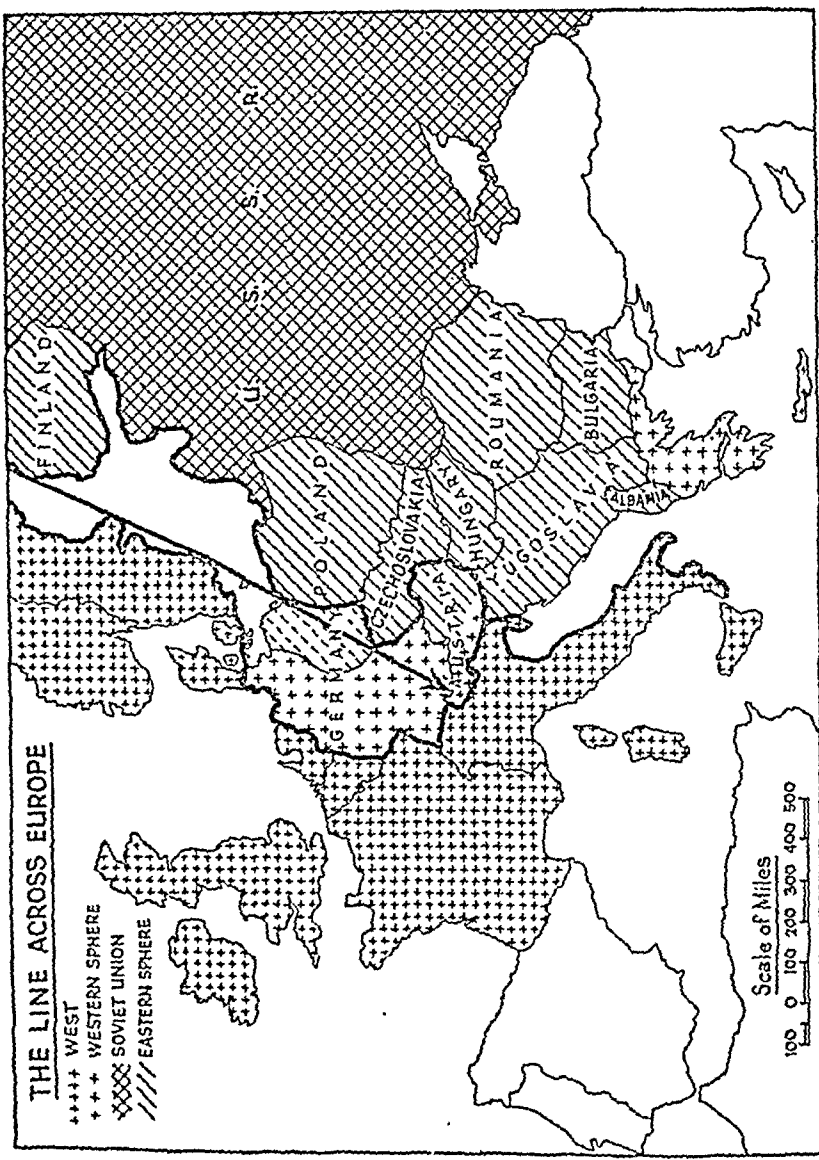 THE LINE ACROSS EUROPE
WEST
WESTERN SPHERE
SOVIET UNION
EASTERN SPHERE
FINLAND
U. S. S. R.
POLAND
GERMANY
CZECHOSLOVAKIA
AUSTRIA
HUNGARY
ROUMANIA
YUGOSLAVIA
BULGARIA
ALBANIA
Scale of Miles
100 0 100 200 300 400 500